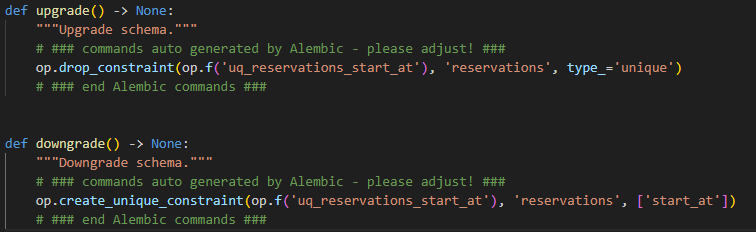 def upgrade() -> None:
    """Upgrade schema."""
    # ### commands auto generated by Alembic - please adjust! ###
    op.drop_constraint(op.f('uq_reservations_start_at'), 'reservations', type_='unique')
    # ### end Alembic commands ###
def downgrade() -> None:
    """Downgrade schema."""
    # ### commands auto generated by Alembic - please adjust! ###
    op.create_unique_constraint(op.f('uq_reservations_start_at'), 'reservations', ['start_at'])
    # ### end Alembic commands ###